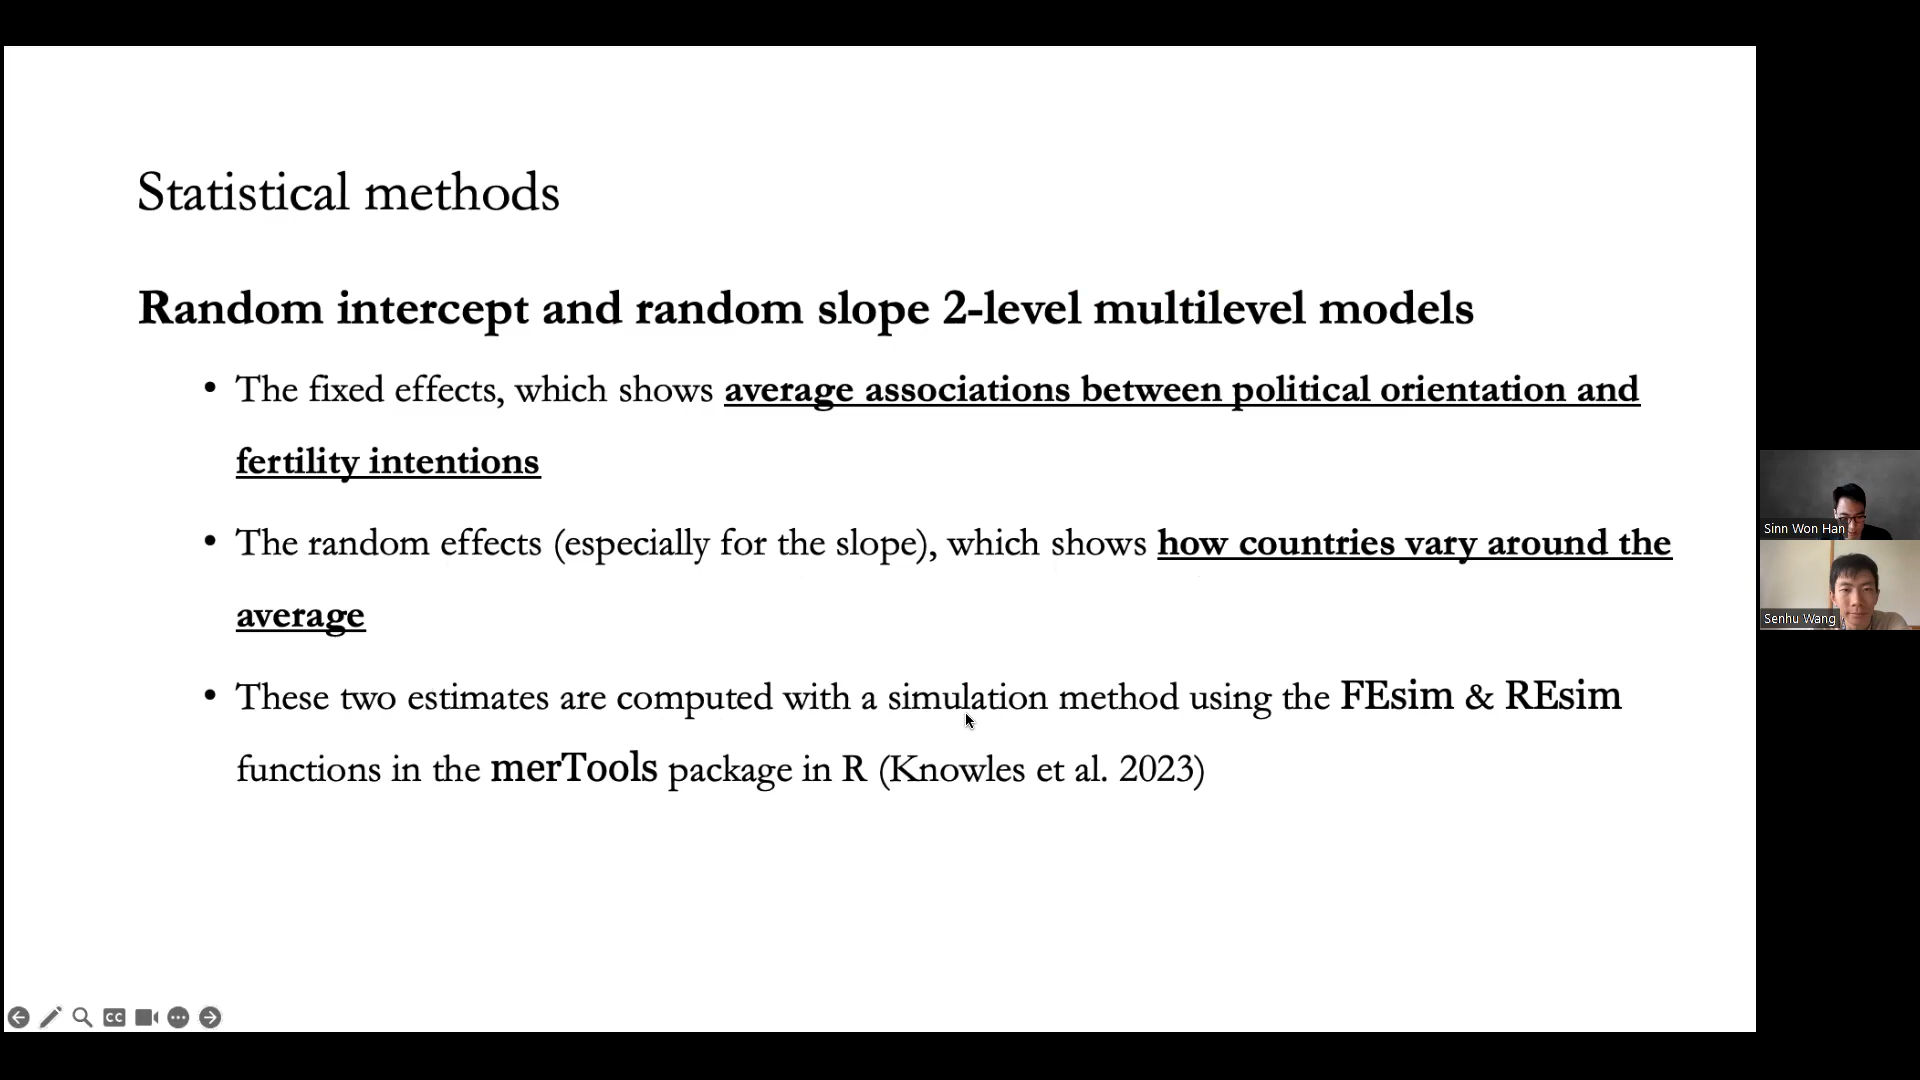 Statistical methods
Random intercept and random slope 2-level multilevel models
• The fixed effects, which shows average associations between political orientation and
fertility intentions
• The random effects (especially for the slope), which shows how countries vary around the
average
• These two estimates are computed with a simulation method using the FEsim & REsim
functions in the merTools package in R (Knowles et al. 2023)
Sinn Won Han
Senhu Wang
CC